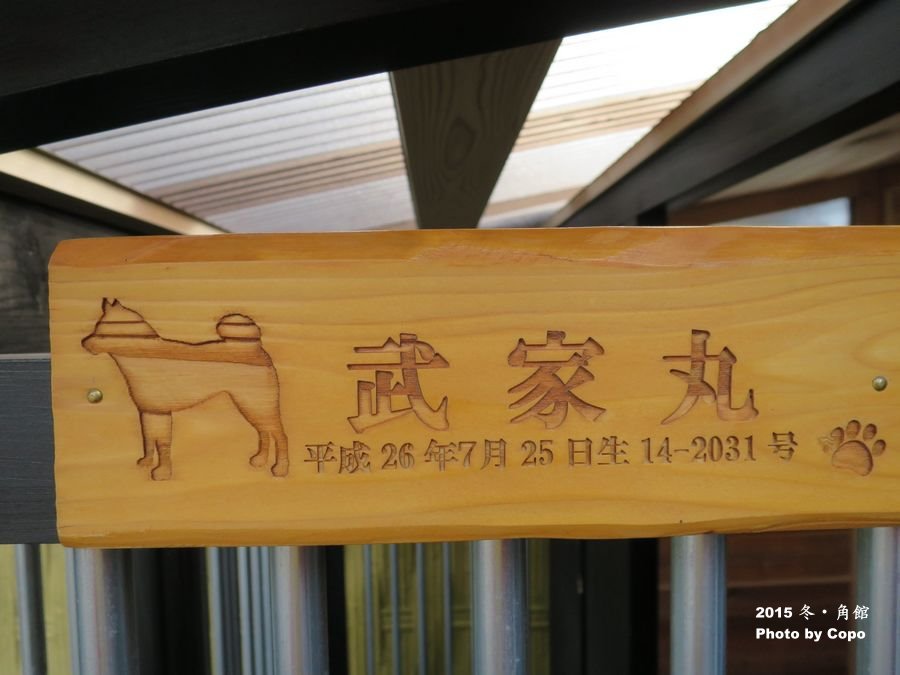 武家丸
平成26年7月25日生 14-2031号
2015 冬・角館
Photo by Copo